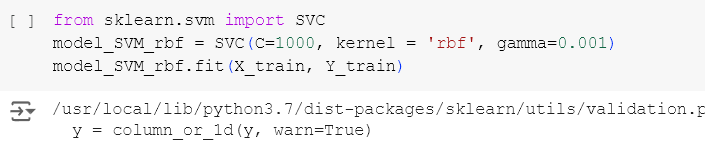 [ ] from sklearn.svm import SVC
model_SVM_rbf = SVC(C=1000, kernel = 'rbf', gamma=0.001)
model_SVM_rbf.fit(X_train, Y_train)
/usr/local/lib/python3.7/dist-packages/sklearn/utils/validation.p
y = column_or_1d(y, warn=True)